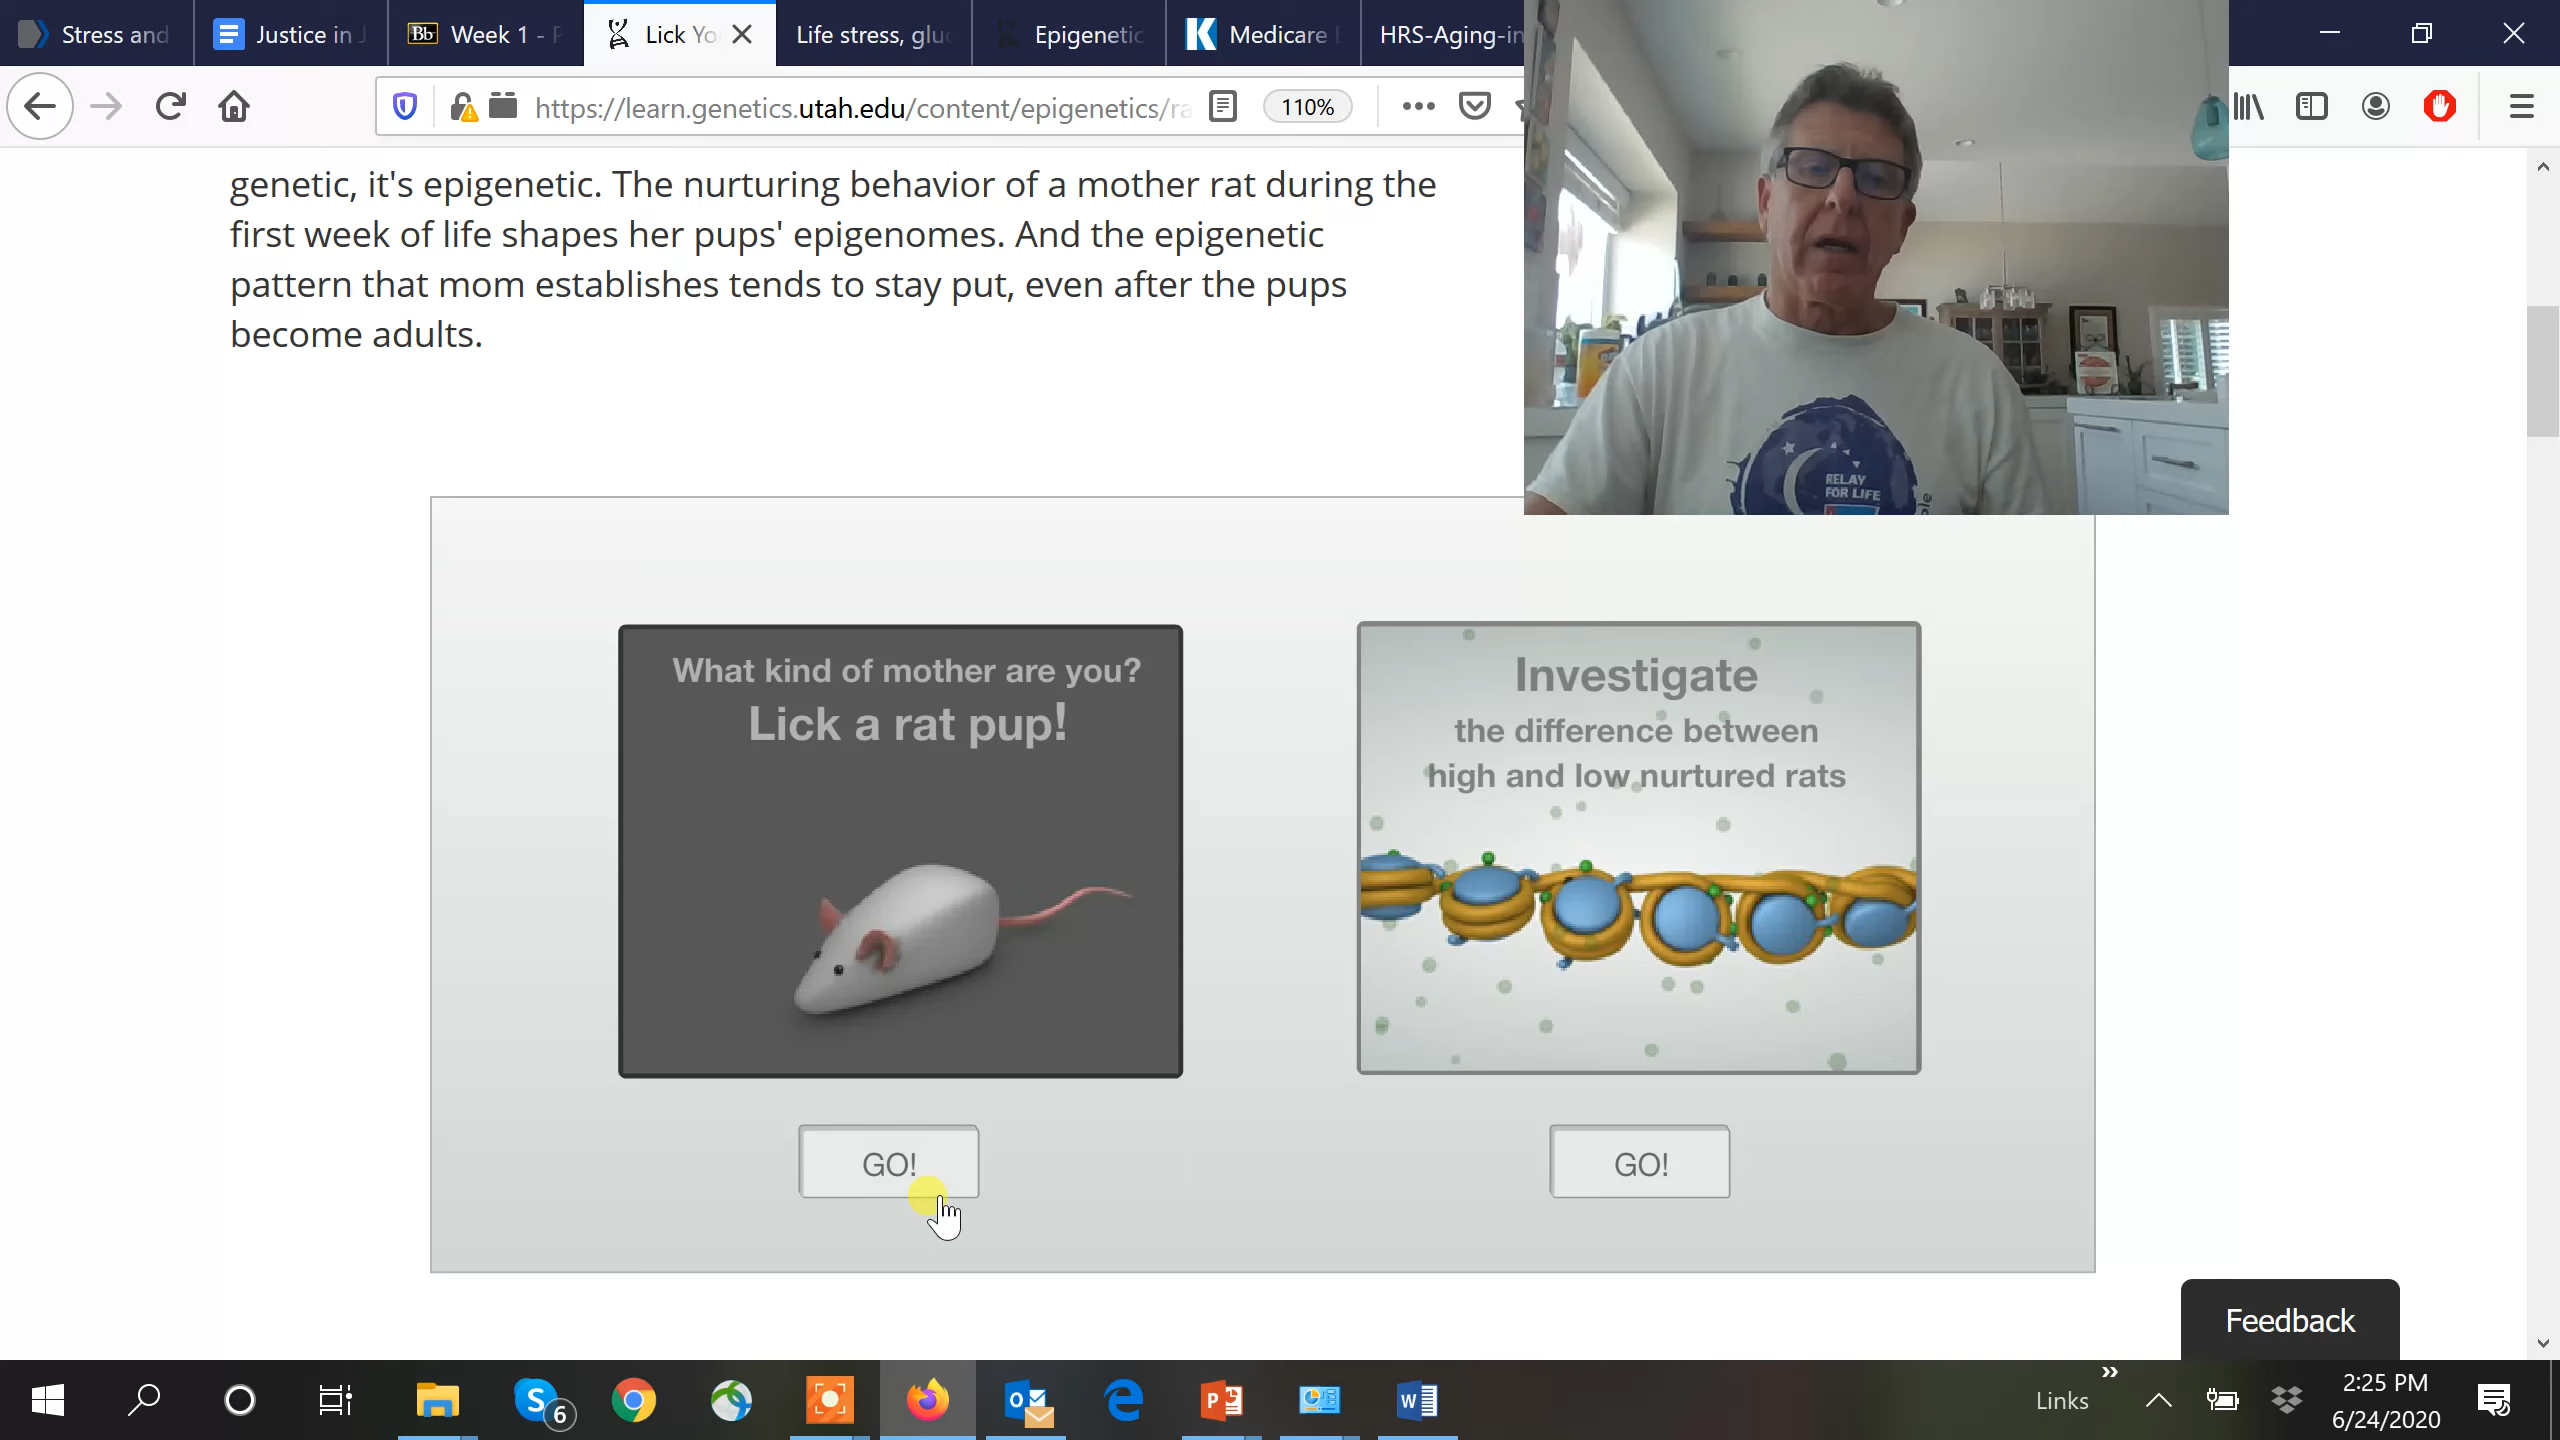 Stress and
Justice in J
Bb Week 1 - P
Lick Yo
Life stress, gluc
Epigenetic
K Medicare
HRS-Aging-in
https://learn.genetics.utah.edu/content/epigenetics/ra
110%
genetic, it's epigenetic. The nurturing behavior of a mother rat during the
first week of life shapes her pups' epigenomes. And the epigenetic
pattern that mom establishes tends to stay put, even after the pups
become adults.
RELAY
FOR LIFE
What kind of mother are you?
Lick a rat pup!
GO!
Investigate
the difference between
high and low nurtured rats
GO!
Feedback
S 6
O
P
W
Links
2:25 PM
6/24/2020